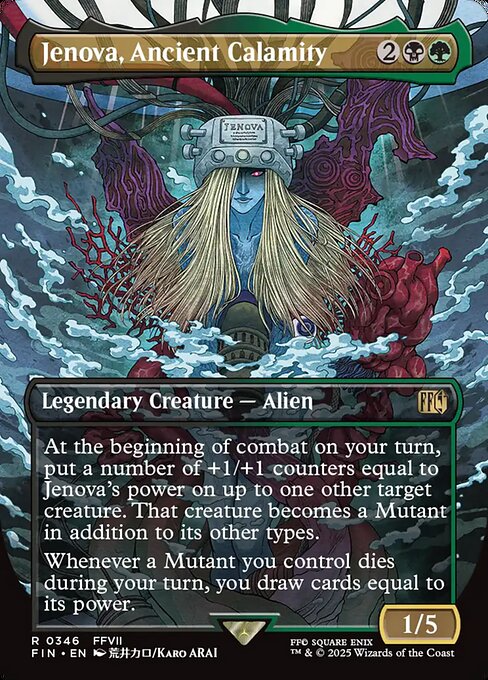 Jenova, Ancient Calamity 2
JENOVA
Legendary Creature — Alien
At the beginning of combat on your turn,
put a number of +1/+1 counters equal to
Jenova's power on up to one other target
creature. That creature becomes a Mutant
in addition to its other types.
Whenever a Mutant you control dies
during your turn, you draw cards equal to
its power.
1/5
R 0346 FFVII
FIN • EN 荒井カロ/Karo ARAI
FF© SQUARE ENIX
™ & © 2025 Wizards of the Coast